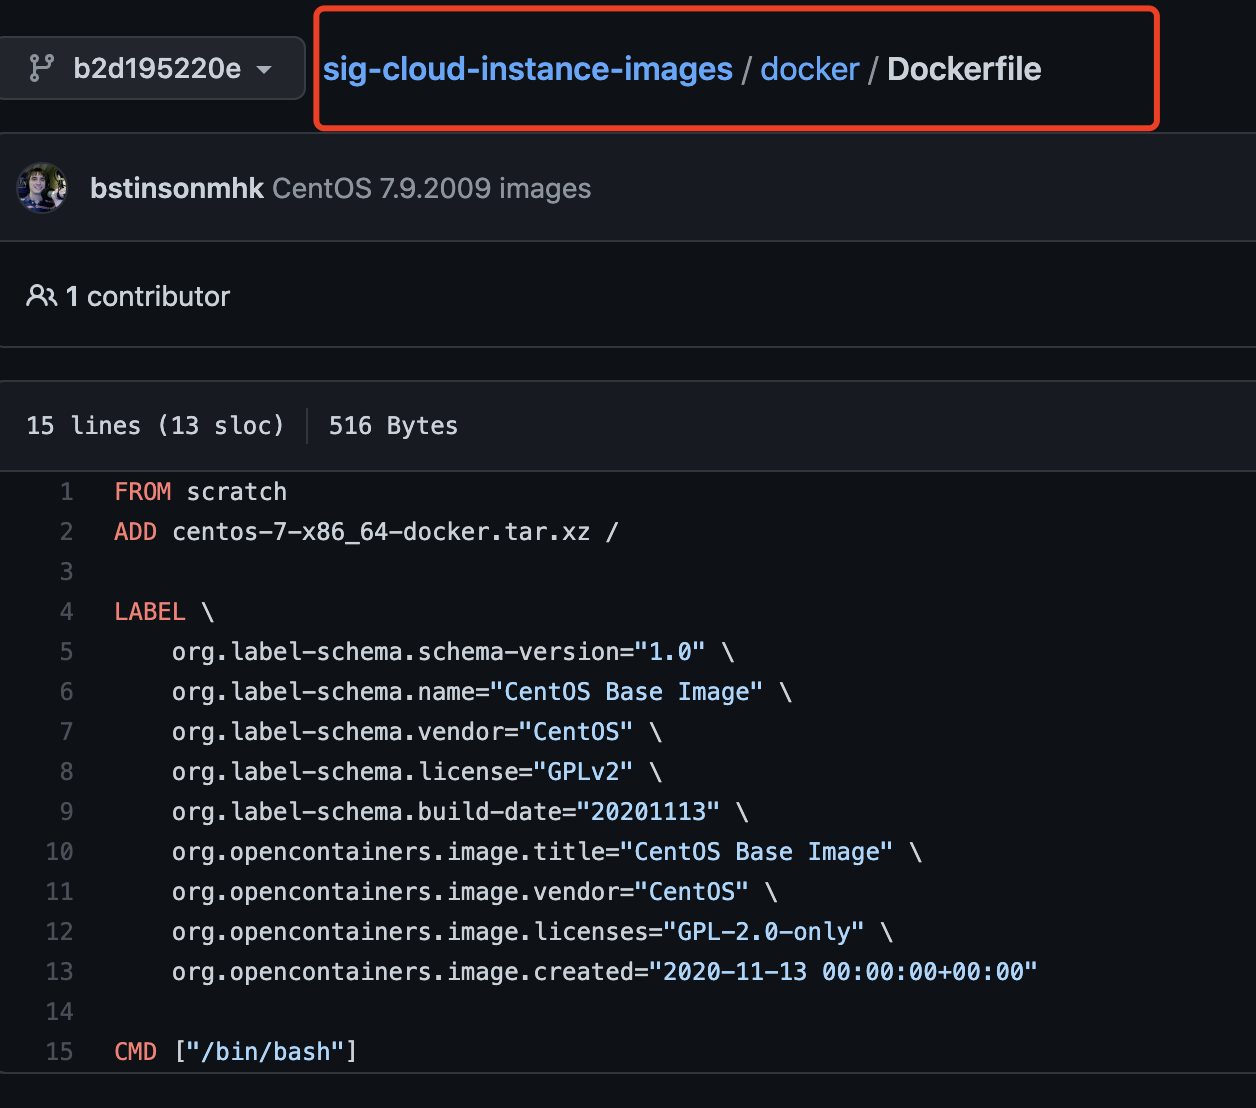 b2d195220e sig-cloud-instance-images / docker / Dockerfile
bstinsonmhk CentOS 7.9.2009 images
1 contributor
15 lines (13 sloc) 516 Bytes
1 FROM scratch
2 ADD centos-7-x86_64-docker.tar.xz /
3
4 LABEL \
5 org.label-schema.schema-version="1.0" \
6 org.label-schema.name="CentOS Base Image" \
7 org.label-schema.vendor="CentOS" \
8 org.label-schema.license="GPLv2" \
9 org.label-schema.build-date="20201113" \
10 org.opencontainers.image.title="CentOS Base Image" \
11 org.opencontainers.image.vendor="CentOS" \
12 org.opencontainers.image.licenses="GPL-2.0-only" \
13 org.opencontainers.image.created="2020-11-13 00:00:00+00:00"
14
15 CMD ["/bin/bash"]